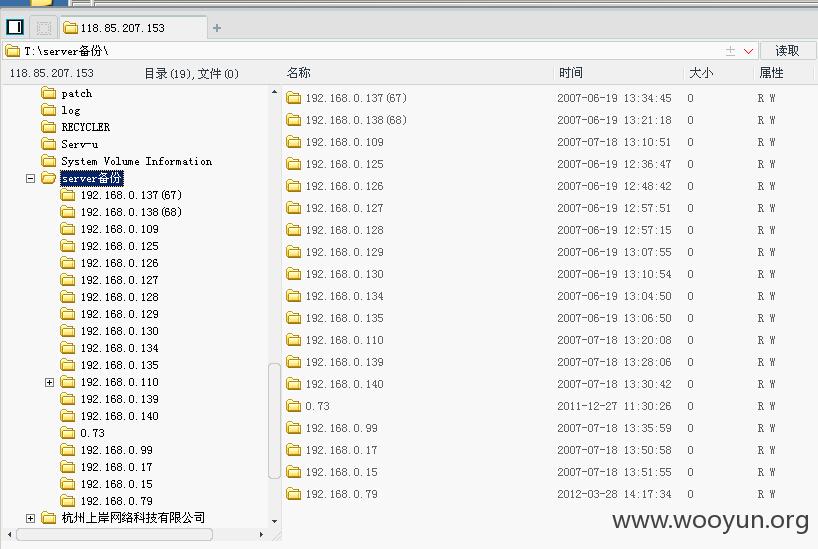 118.85.207.153
T:\server备份\
读取
118.85.207.153 目录(19),文件(0)
patch
log
RECYCLER
Serv-u
System Volume Information
server备份
192.168.0.137(67)
192.168.0.138(68)
192.168.0.109
192.168.0.125
192.168.0.126
192.168.0.127
192.168.0.128
192.168.0.129
192.168.0.130
192.168.0.134
192.168.0.135
192.168.0.110
192.168.0.139
192.168.0.140
0.73
192.168.0.99
192.168.0.17
192.168.0.15
192.168.0.79
杭州上岸网络科技有限公司
名称 时间 大小 属性
192.168.0.137(67) 2007-06-19 13:34:45 0 R W
192.168.0.138(68) 2007-06-19 13:21:18 0 R W
192.168.0.109 2007-07-18 13:10:51 0 R W
192.168.0.125 2007-06-19 12:36:47 0 R W
192.168.0.126 2007-06-19 12:48:42 0 R W
192.168.0.127 2007-06-19 12:57:51 0 R W
192.168.0.128 2007-06-19 12:57:15 0 R W
192.168.0.129 2007-06-19 13:07:55 0 R W
192.168.0.130 2007-06-19 13:10:54 0 R W
192.168.0.134 2007-06-19 13:04:50 0 R W
192.168.0.135 2007-06-19 13:06:50 0 R W
192.168.0.110 2007-07-18 13:20:08 0 R W
192.168.0.139 2007-07-18 13:28:06 0 R W
192.168.0.140 2007-07-18 13:30:42 0 R W
0.73 2011-12-27 11:30:26 0 R W
192.168.0.99 2007-07-18 13:35:59 0 R W
192.168.0.17 2007-07-18 13:50:58 0 R W
192.168.0.15 2007-07-18 13:51:55 0 R W
192.168.0.79 2012-03-28 14:17:34 0 R W
www.wooyun.org